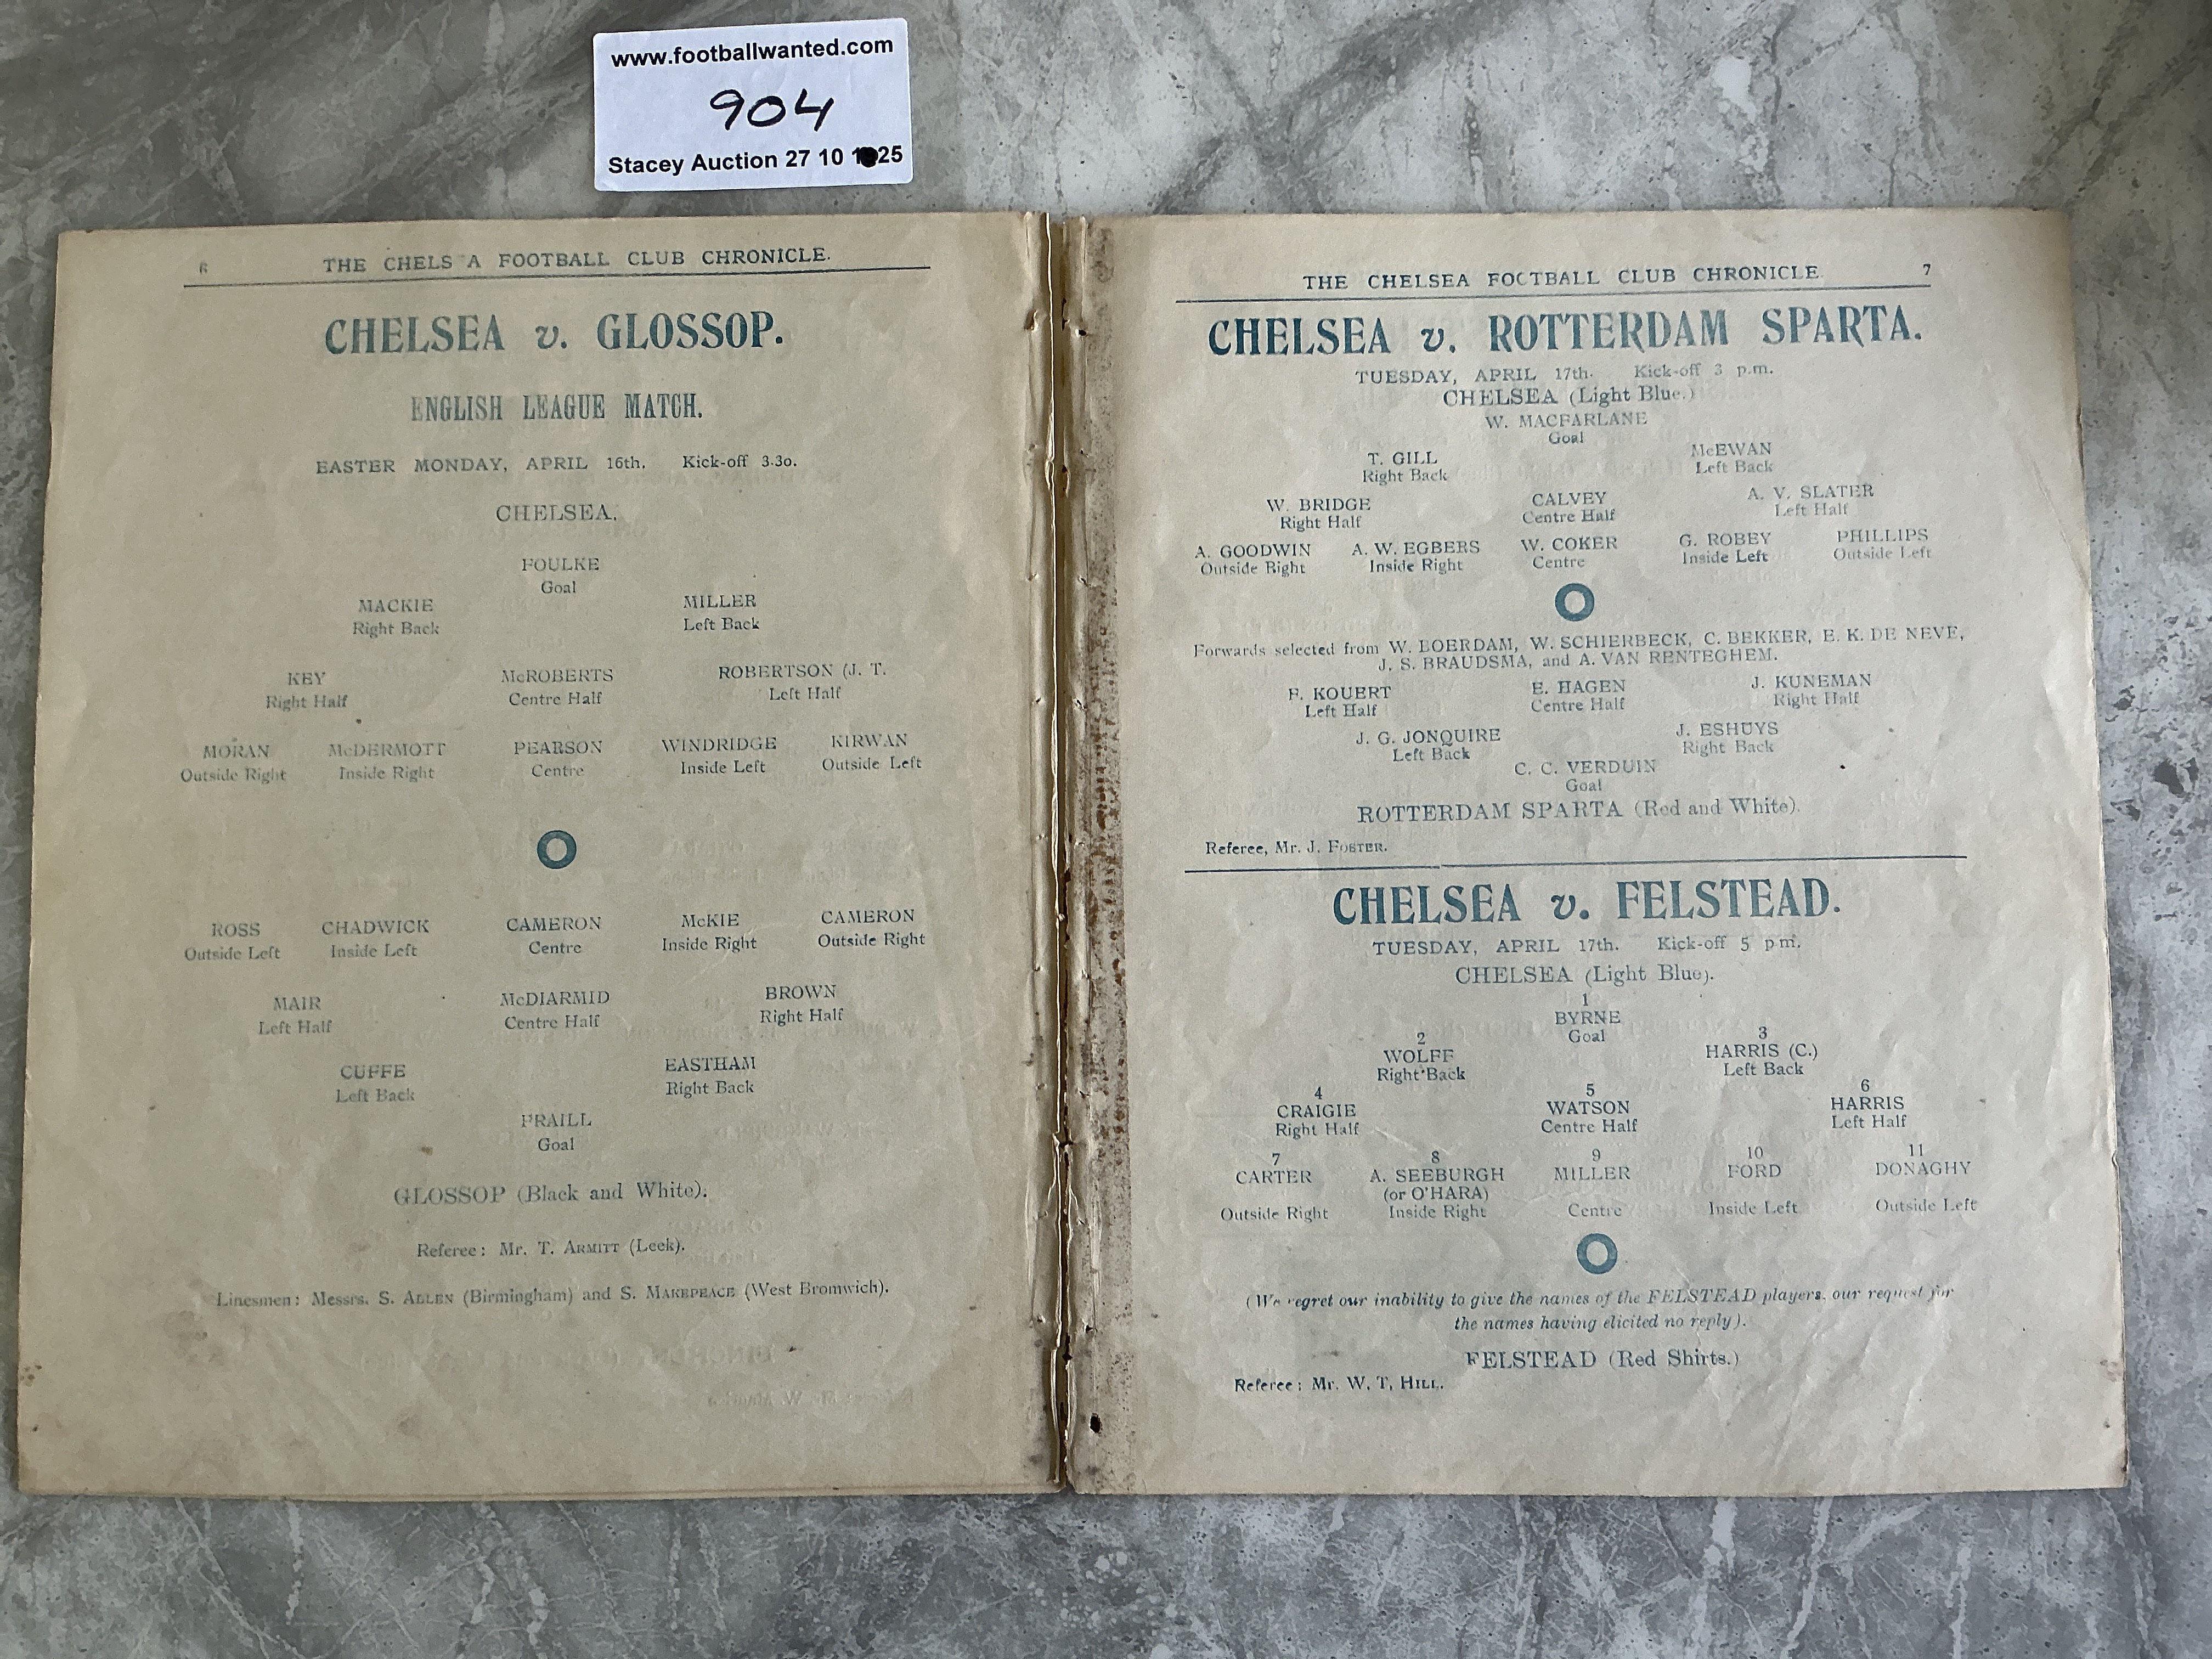 www.footballwanted.com
904
Stacey Auction 27 10 25
6
THE CHELS A FOOTBALL CLUB CHRONICLE.
CHELSEA v. GLOSSOP.
ENGLISH LEAGUE MATCH.
EASTER MONDAY, APRIL 16th. Kick-off 3.30.
CHELSEA.
FOULKE
Goal
MACKIE MILLER
Right Back Left Back
KEY McROBERTS ROBERTSON (J. T.
Right Half Centre Half Left Half
MORAN McDERMOTT PEARSON WINDRIDGE KIRWAN
Outside Right Inside Right Centre Inside Left Outside Left
ROSS CHADWICK CAMERON McKIE CAMERON
Outside Left Inside Left Centre Inside Right Outside Right
MAIR McDIARMID BROWN
Left Half Centre Half Right Half
CUFFE EASTHAM
Left Back Right Back
PRAILL
Goal
GLOSSOP (Black and White).
Referee: Mr. T. ARMITT (Leek).
Linesmen: Messrs. S. ALLEN (Birmingham) and S. MAKEPEACE (West Bromwich).
THE CHELSEA FOOTBALL CLUB CHRONICLE. 7
CHELSEA v. ROTTERDAM SPARTA.
TUESDAY, APRIL 17th. Kick-off 3 p.m.
CHELSEA (Light Blue.)
W. MACFARLANE
Goal
T. GILL McEWAN
Right Back Left Back
W. BRIDGE CALVEY A. V. SLATER
Right Half Centre Half Left Half
A. GOODWIN A. W. EGBERS W. COKER G. ROBEY PHILLIPS
Outside Right Inside Right Centre Inside Left Outside Left
Forwards selected from W. BOERDAM, W. SCHIERBECK, C. BEKKER, E. K. DE NEVE,
J. S. BRAUDSMA, and A. VAN RENTEGHEM.
F. KOUERT E. HAGEN J. KUNEMAN
Left Half Centre Half Right Half
J. G. JONQUIRE J. ESHUYS
Left Back Right Back
C. C. VERDUIN
Goal
ROTTERDAM SPARTA (Red and White).
Referee, Mr. J. FOSTER.
CHELSEA v. FELSTEAD.
TUESDAY, APRIL 17th. Kick-off 5 p m.
CHELSEA (Light Blue).
1
BYRNE
Goal
2 3
WOLFF HARRIS (C.)
Right Back Left Back
4 5 6
CRAIGIE WATSON HARRIS
Right Half Centre Half Left Half
7 8 9 10 11
CARTER A. SEEBURGH MILLER FORD DONAGHY
(or O'HARA)
Outside Right Inside Right Centre Inside Left Outside Left
(We regret our inability to give the names of the FELSTEAD players, our request for
the names having elicited no reply).
FELSTEAD (Red Shirts.)
Referee: Mr. W. T. HILL.